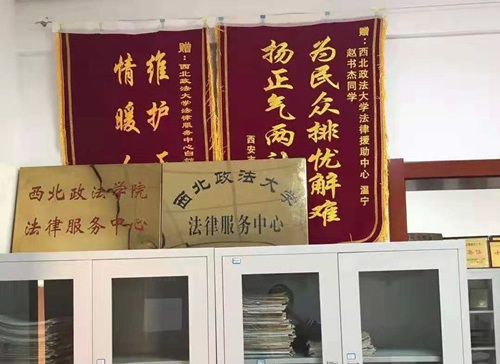 赠：西北政法大学法律服务中心
维护正
情暖人
赠：西北政法大学法律援助中心 温宁
赵书杰同学
为民众排忧解难
扬正气两
西安
西北政法学院
法律服务中心
西北政法大学
法律服务中心